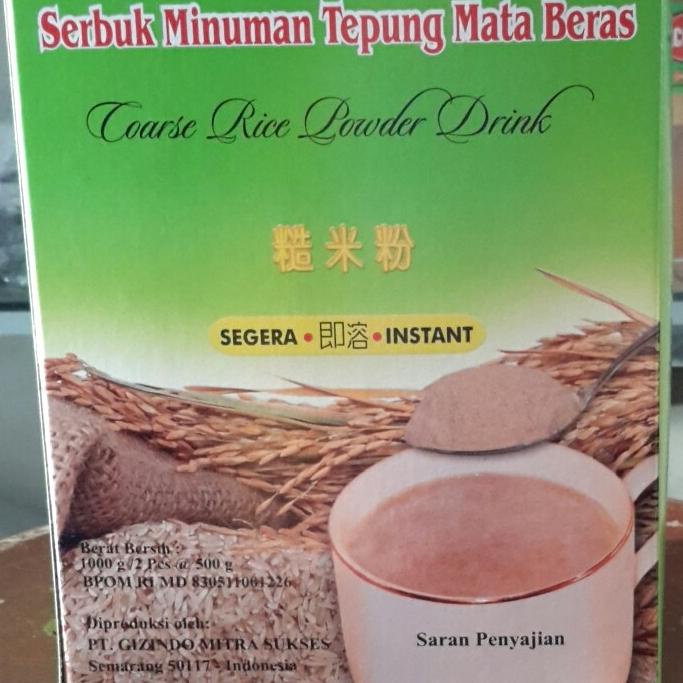 Serbuk Minuman Tepung Mata Beras
Coarse Rice Powder Drink
糙米粉
SEGERA • 即溶 • INSTANT
Berat Bersih :
1000 g /2 Pcs @ 500 g
BPOM RI MD 830511001226
Diproduksi oleh:
PT. GIZINDO MITRA SUKSES
Semarang 50117 - Indonesia
Saran Penyajian